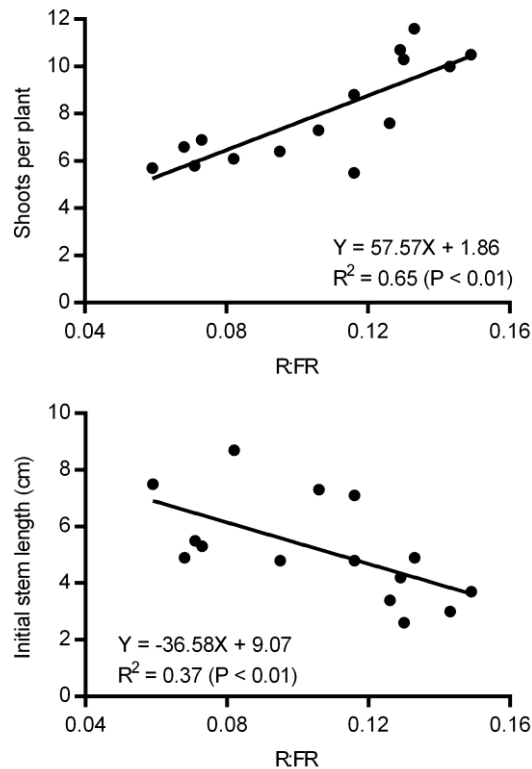 12
10
8
6
4
2
0
Shoots per plant
Y = 57.57X + 1.86
R² = 0.65 (P < 0.01)
0.04 0.08 0.12 0.16
R:FR
10
8
6
4
2
0
Initial stem length (cm)
Y = -36.58X + 9.07
R² = 0.37 (P < 0.01)
0.04 0.08 0.12 0.16
R:FR